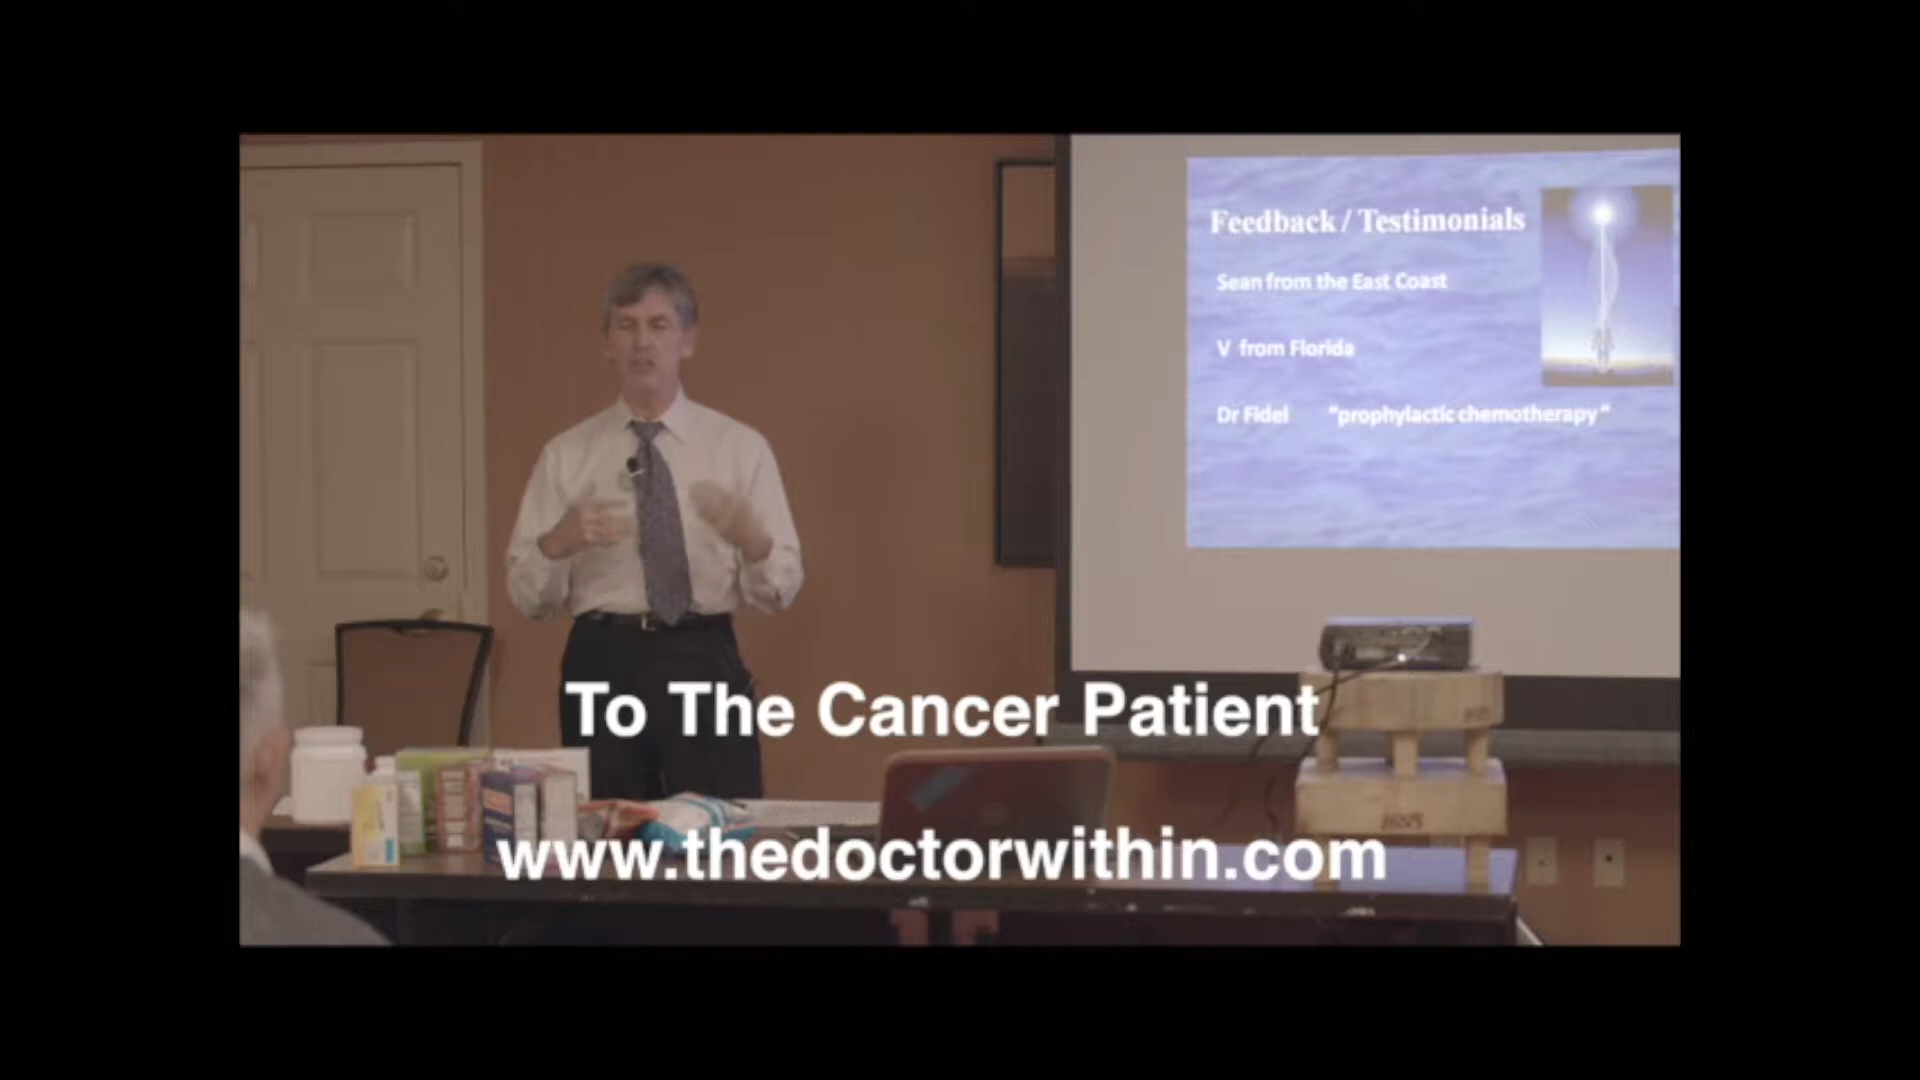 Feedback / Testimonials
Sean from the East Coast
V from Florida
Dr Fidel "prophylactic chemotherapy"
To The Cancer Patient
www.thedoctorwithin.com